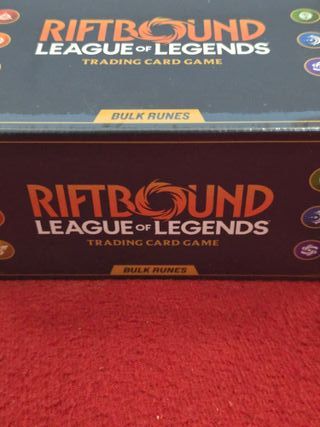 RIFTBOUND
LEAGUE OF LEGENDS
TRADING CARD GAME
BULK RUNES
RIFTBOUND
LEAGUE OF LEGENDS
TRADING CARD GAME
BULK RUNES